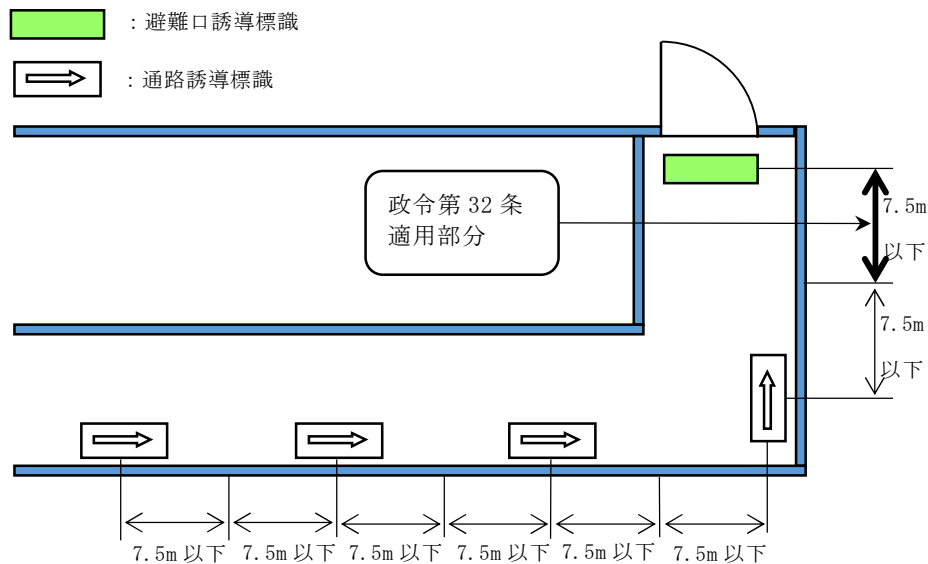 ：避難口誘導標識
：通路誘導標識
政令第 32 条
適用部分
7.5m
以下
7.5m
以下
7.5m 以下
7.5m 以下
7.5m 以下
7.5m 以下
7.5m 以下
7.5m 以下